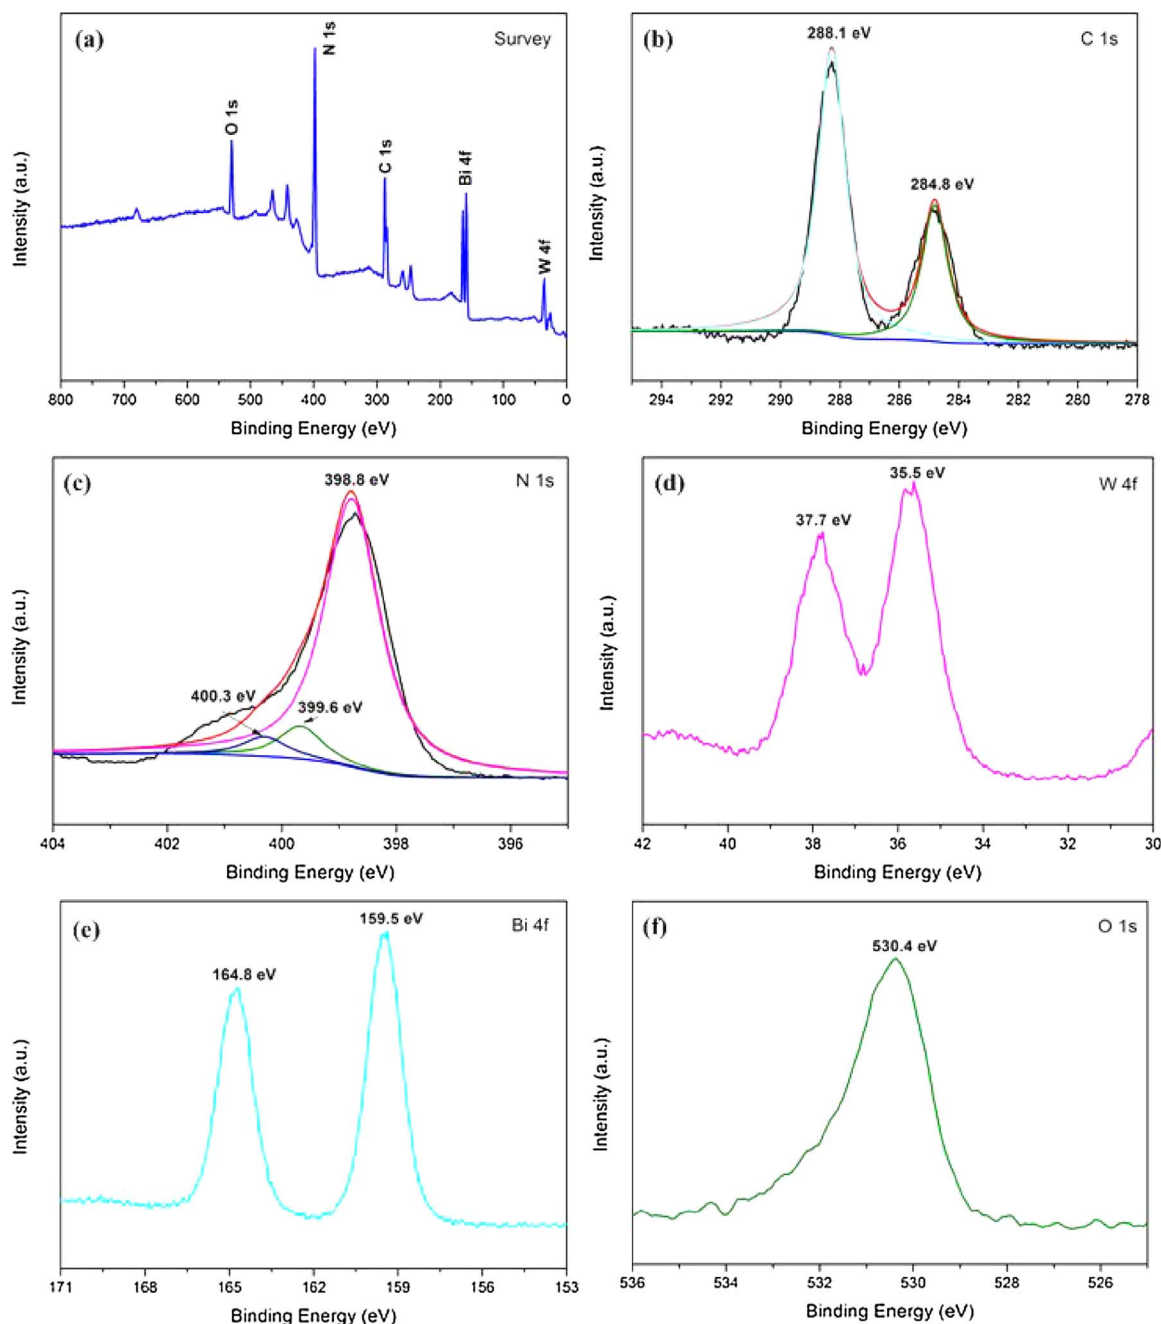 (a)
Survey
O 1s
N 1s
C 1s
Bi 4f
W 4f
Intensity (a.u.)
800 700 600 500 400 300 200 100 0
Binding Energy (eV)
(b)
288.1 eV
C 1s
284.8 eV
Intensity (a.u.)
294 292 290 288 286 284 282 280 278
Binding Energy (eV)
(c)
398.8 eV
N 1s
400.3 eV
399.6 eV
Intensity (a.u.)
404 402 400 398 396
Binding Energy (eV)
(d)
35.5 eV
W 4f
37.7 eV
Intensity (a.u.)
42 40 38 36 34 32 30
Binding Energy (eV)
(e)
159.5 eV
Bi 4f
164.8 eV
Intensity (a.u.)
171 168 165 162 159 156 153
Binding Energy (eV)
(f)
530.4 eV
O 1s
Intensity (a.u.)
536 534 532 530 528 526
Binding Energy (eV)